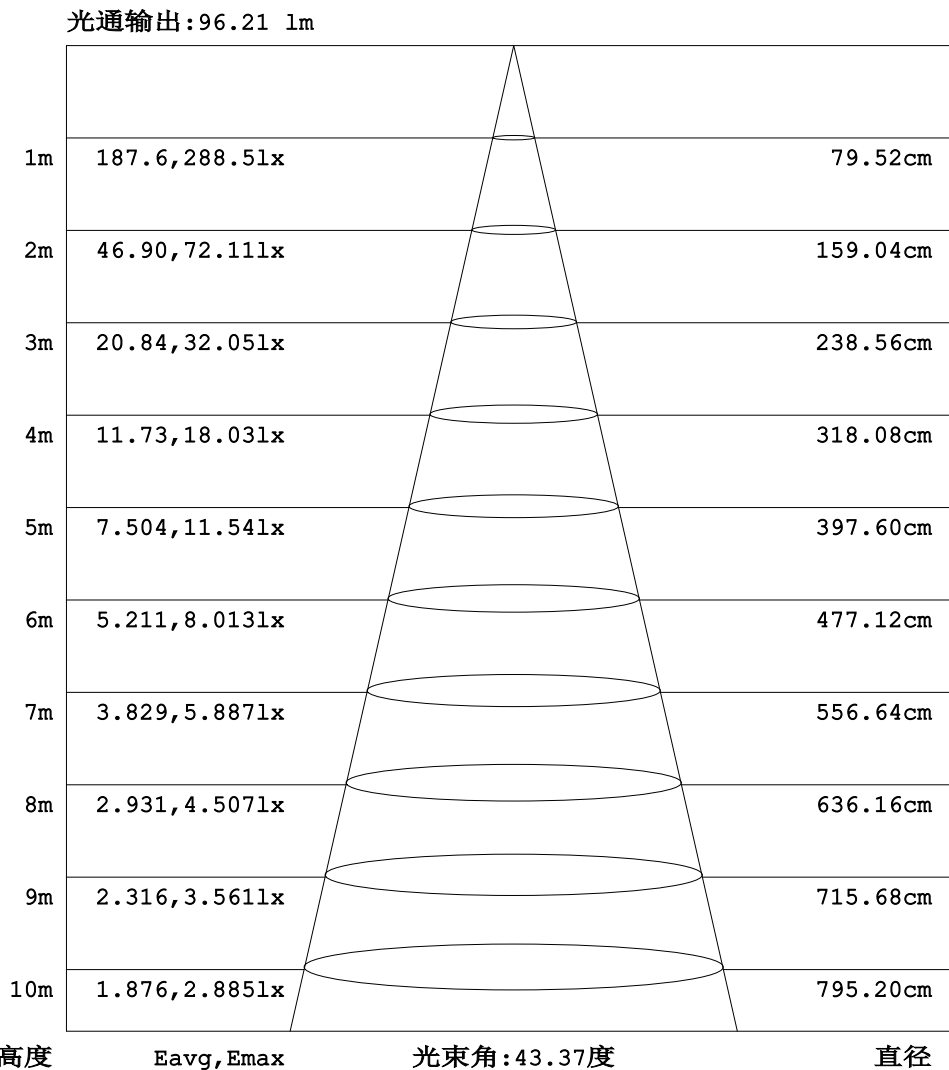 光通输出:96.21 lm
1m 187.6,288.5lx 79.52cm
2m 46.90,72.11lx 159.04cm
3m 20.84,32.05lx 238.56cm
4m 11.73,18.03lx 318.08cm
5m 7.504,11.54lx 397.60cm
6m 5.211,8.013lx 477.12cm
7m 3.829,5.887lx 556.64cm
8m 2.931,4.507lx 636.16cm
9m 2.316,3.561lx 715.68cm
10m 1.876,2.885lx 795.20cm
高度 Eavg,Emax 光束角:43.37度 直径